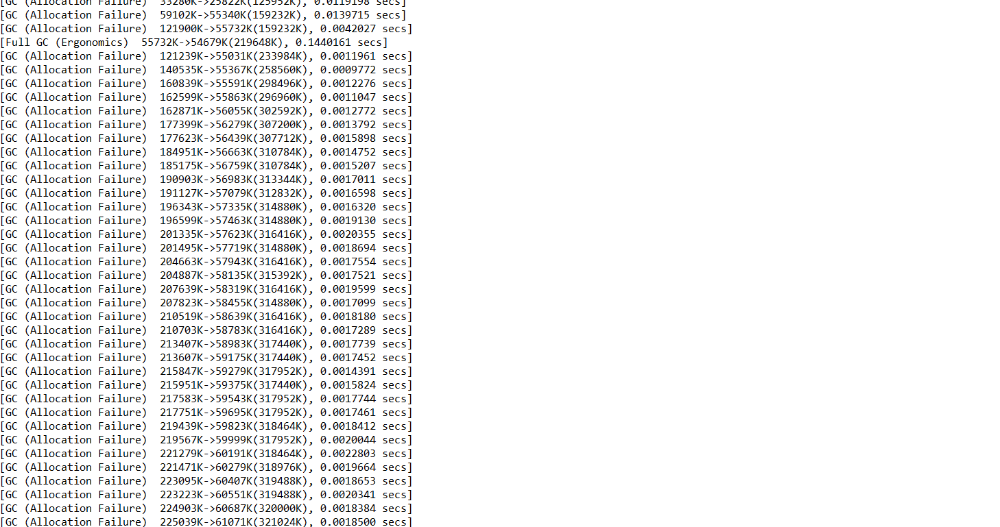 [GC (Allocation Failure)  33280K->25822K(125952K), 0.0119198 secs]
[GC (Allocation Failure)  59102K->55340K(159232K), 0.0139715 secs]
[GC (Allocation Failure)  121900K->55732K(159232K), 0.0042027 secs]
[Full GC (Ergonomics)  55732K->54679K(219648K), 0.1440161 secs]
[GC (Allocation Failure)  121239K->55031K(233984K), 0.0011961 secs]
[GC (Allocation Failure)  140535K->55367K(258560K), 0.0009772 secs]
[GC (Allocation Failure)  160839K->55591K(298496K), 0.0012276 secs]
[GC (Allocation Failure)  162599K->55863K(296960K), 0.0011047 secs]
[GC (Allocation Failure)  162871K->56055K(302592K), 0.0012772 secs]
[GC (Allocation Failure)  177399K->56279K(307200K), 0.0013792 secs]
[GC (Allocation Failure)  177623K->56439K(307712K), 0.0015898 secs]
[GC (Allocation Failure)  184951K->56663K(310784K), 0.0014752 secs]
[GC (Allocation Failure)  185175K->56759K(310784K), 0.0015207 secs]
[GC (Allocation Failure)  190903K->56983K(313344K), 0.0017011 secs]
[GC (Allocation Failure)  191127K->57079K(312832K), 0.0016598 secs]
[GC (Allocation Failure)  196343K->57335K(314880K), 0.0016320 secs]
[GC (Allocation Failure)  196599K->57463K(314880K), 0.0019130 secs]
[GC (Allocation Failure)  201335K->57623K(316416K), 0.0020355 secs]
[GC (Allocation Failure)  201495K->57719K(314880K), 0.0018694 secs]
[GC (Allocation Failure)  204663K->57943K(316416K), 0.0017554 secs]
[GC (Allocation Failure)  204887K->58135K(315392K), 0.0017521 secs]
[GC (Allocation Failure)  207639K->58319K(316416K), 0.0019599 secs]
[GC (Allocation Failure)  207823K->58455K(314880K), 0.0017099 secs]
[GC (Allocation Failure)  210519K->58639K(316416K), 0.0018180 secs]
[GC (Allocation Failure)  210703K->58783K(316416K), 0.0017289 secs]
[GC (Allocation Failure)  213407K->58983K(317440K), 0.0017739 secs]
[GC (Allocation Failure)  213607K->59175K(317440K), 0.0017452 secs]
[GC (Allocation Failure)  215847K->59279K(317952K), 0.0014391 secs]
[GC (Allocation Failure)  215951K->59375K(317440K), 0.0015824 secs]
[GC (Allocation Failure)  217583K->59543K(317952K), 0.0017744 secs]
[GC (Allocation Failure)  217751K->59695K(317952K), 0.0017461 secs]
[GC (Allocation Failure)  219439K->59823K(318464K), 0.0018412 secs]
[GC (Allocation Failure)  219567K->59999K(317952K), 0.0020044 secs]
[GC (Allocation Failure)  221279K->60191K(318464K), 0.0022803 secs]
[GC (Allocation Failure)  221471K->60279K(318976K), 0.0019664 secs]
[GC (Allocation Failure)  223095K->60407K(319488K), 0.0018653 secs]
[GC (Allocation Failure)  223223K->60551K(319488K), 0.0020341 secs]
[GC (Allocation Failure)  224903K->60687K(320000K), 0.0018384 secs]
[GC (Allocation Failure)  225039K->61071K(321024K), 0.0018500 secs]